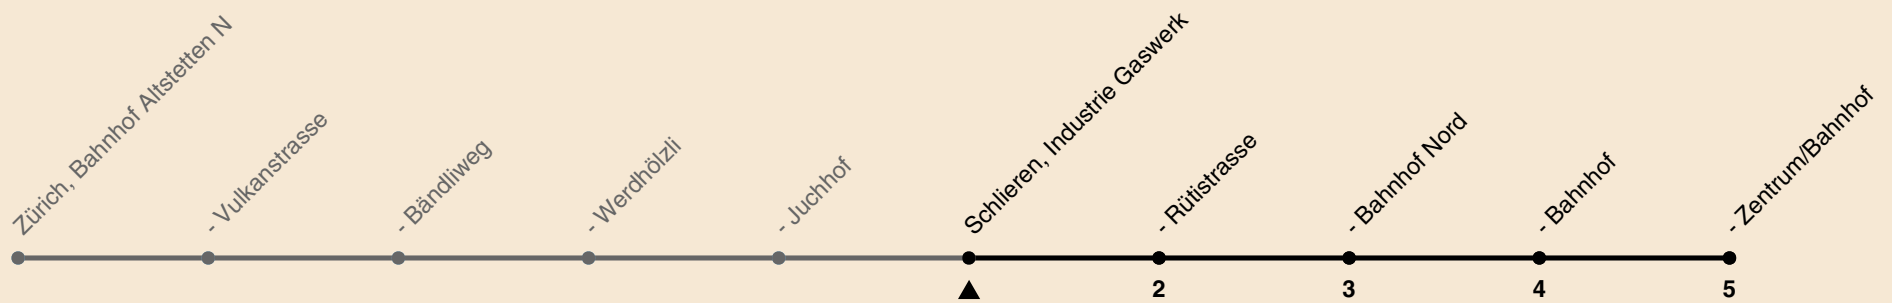 Zürich, Bahnhof Altstetten N
- Vulkanstrasse
- Bändliweg
- Werdhölzli
- Juchhof
Schlieren, Industrie Gaswerk
- Rütistrasse
- Bahnhof Nord
- Bahnhof
- Zentrum/Bahnhof
2
3
4
5